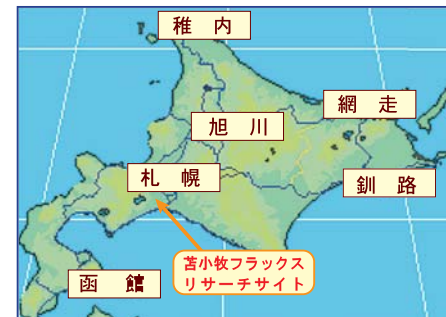 稚内
網走
旭川
札幌
釧路
苫小牧フラックス
リサーチサイト
函館